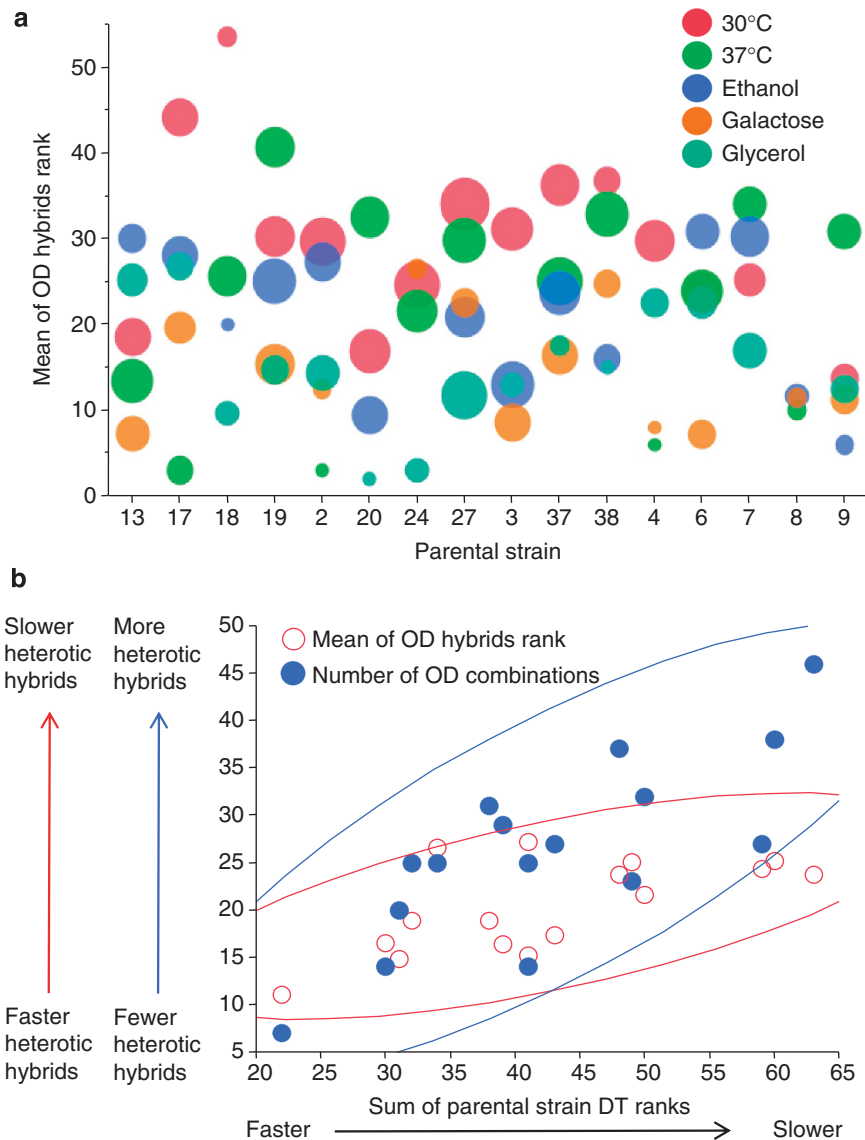 a
30°C
37°C
Ethanol
Galactose
Glycerol
Mean of OD hybrids rank
50
40
30
20
10
0
13 17 18 19 2 20 24 27 3 37 38 4 6 7 8 9
Parental strain
b
Slower
heterotic
hybrids
More
heterotic
hybrids
Faster
heterotic
hybrids
Fewer
heterotic
hybrids
Mean of OD hybrids rank
Number of OD combinations
50
45
40
35
30
25
20
15
10
5
20 25 30 35 40 45 50 55 60 65
Sum of parental strain DT ranks
Faster Slower